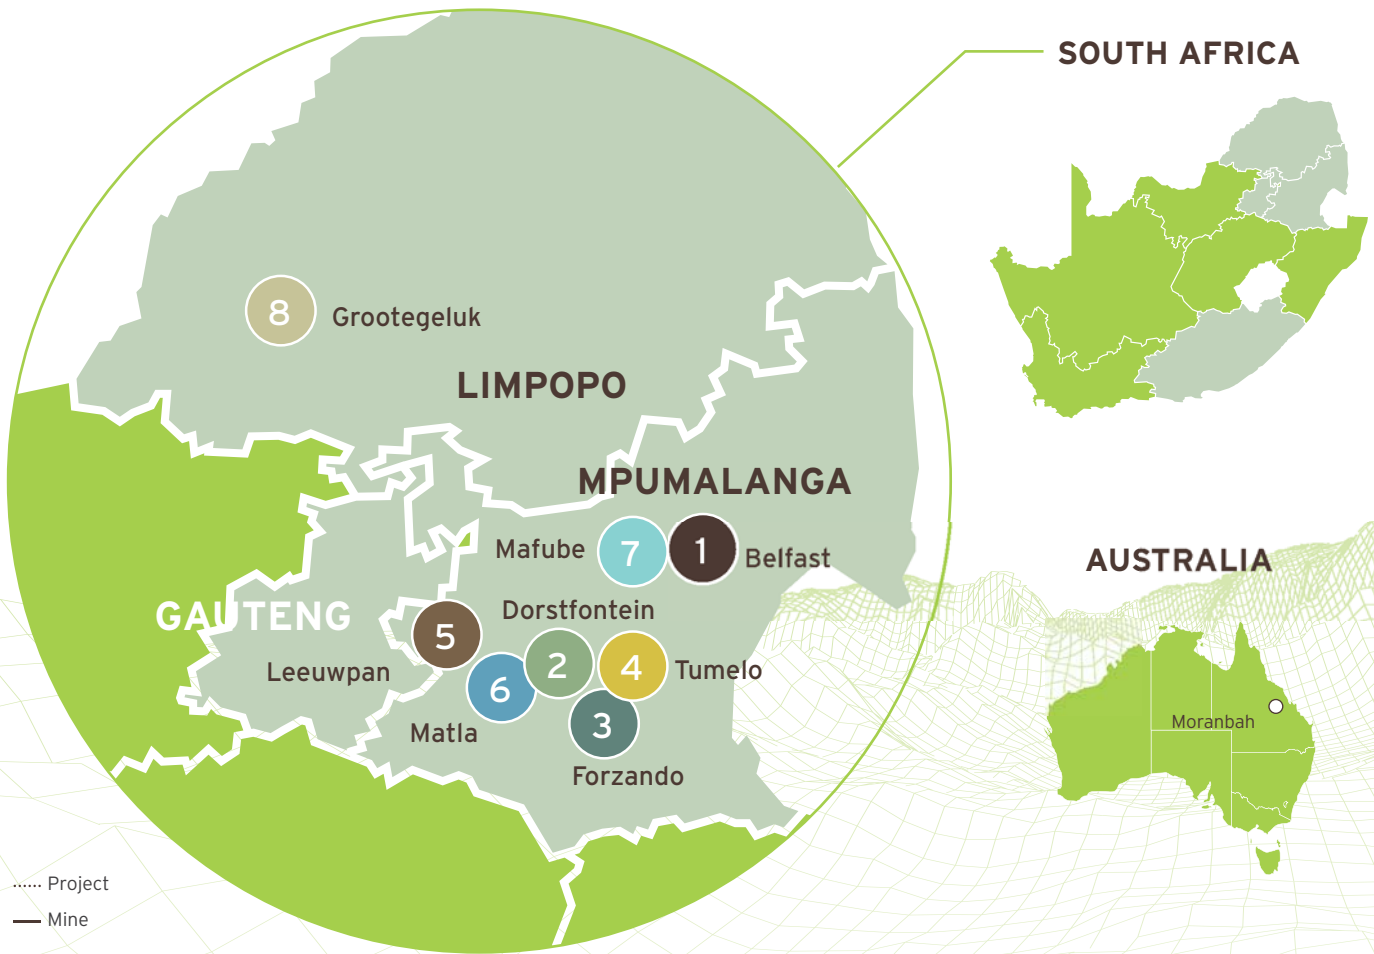 SOUTH AFRICA
8 Grootegeluk
LIMPOPO
MPUMALANGA
Mafube 7 1 Belfast
AUSTRALIA
Dorstfontein
GAUTENG
5
Leeuwpan
6 2 4 Tumelo
Matla
3
Forzando
Moranbah
Project
Mine